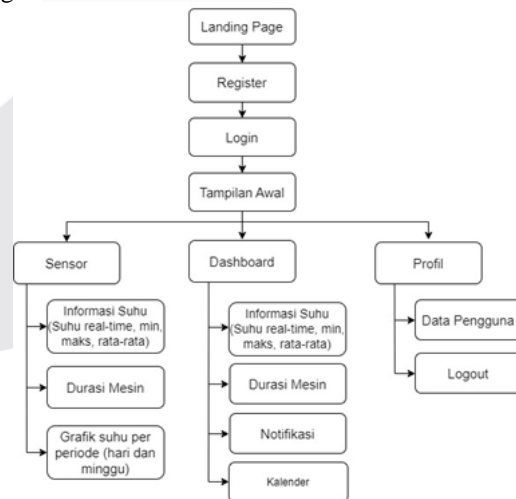 Landing Page
Register
Login
Tampilan Awal
Sensor
Informasi Suhu
(Suhu real-time, min,
maks, rata-rata)
Durasi Mesin
Grafik suhu per
periode (hari dan
minggu)
Dashboard
Informasi Suhu
(Suhu real-time, min,
maks, rata-rata)
Durasi Mesin
Notifikasi
Kalender
Profil
Data Pengguna
Logout